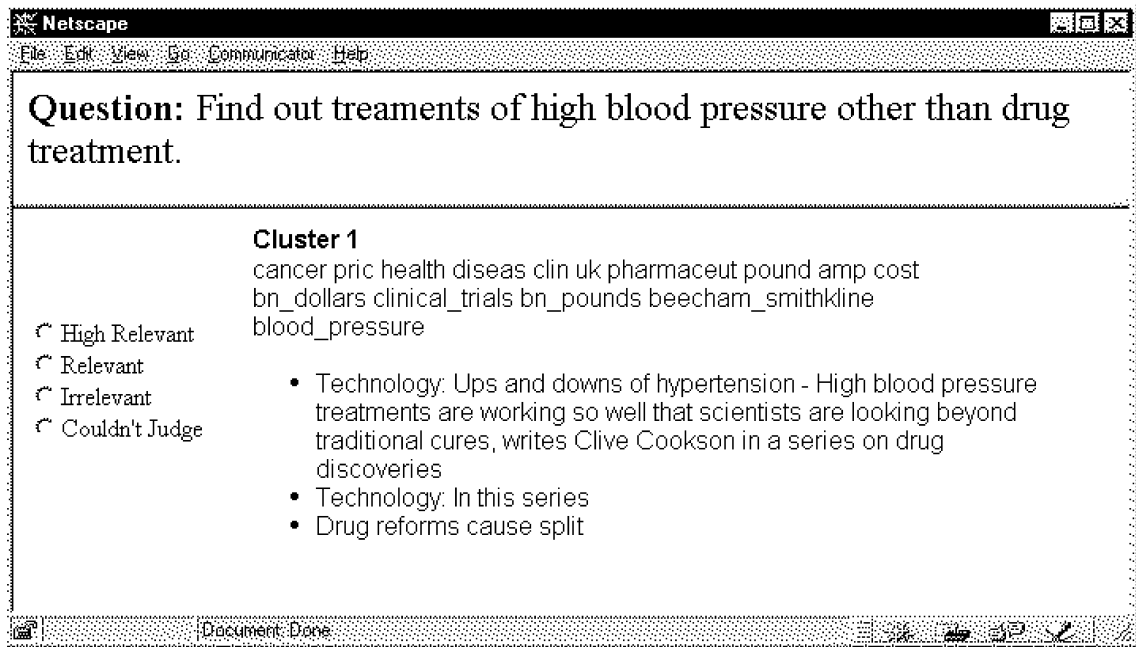 Netscape
File Edit View Go Communicator Help
Question: Find out treaments of high blood pressure other than drug
treatment.
Cluster 1
cancer pric health diseas clin uk pharmaceut pound amp cost
bn_dollars clinical_trials bn_pounds beecham_smithkline
blood_pressure
High Relevant
Relevant
Irrelevant
Couldn't Judge
• Technology: Ups and downs of hypertension - High blood pressure
treatments are working so well that scientists are looking beyond
traditional cures, writes Clive Cookson in a series on drug
discoveries
• Technology: In this series
• Drug reforms cause split
Document: Done